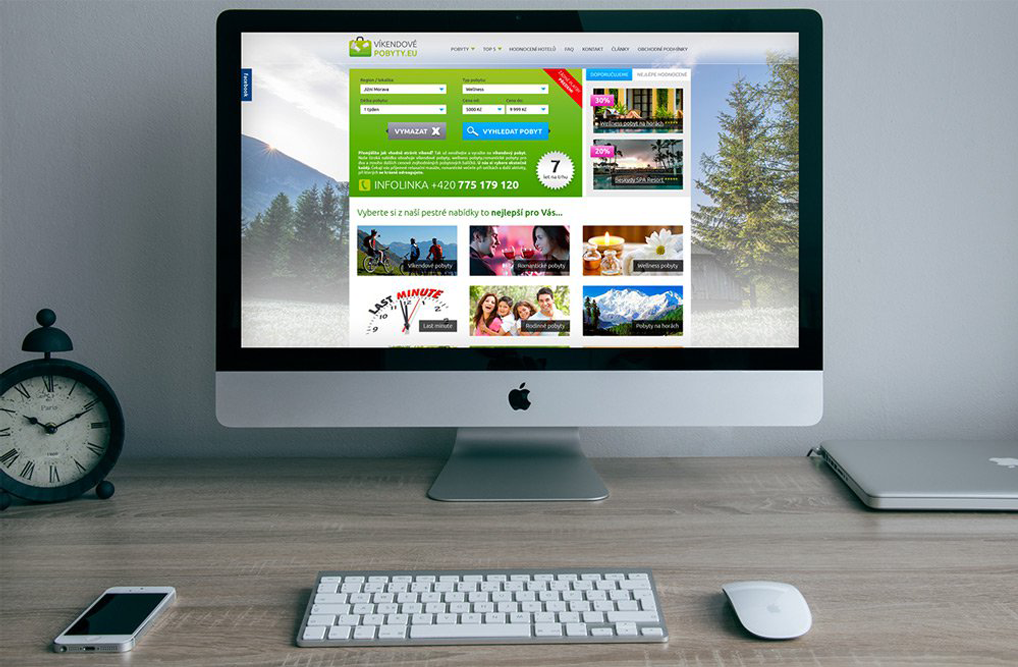 VÍKENDOVÉ
POBYTY.EU
POBYTY TOP 5 HODNOCENÍ HOTELŮ FAQ KONTAKT ČLÁNKY OBCHODNÍ PODMÍNKY
Facebook
Region / lokalita:
Jižní Morava
Typ pobytu:
Wellness
Délka pobytu:
1 týden
Cena od:
5000 Kč
Cena do:
9 999 Kč
VYMAZAT
VYHLEDAT POBYT
7
INFOLINKA +420 775 179 120
DOPORUČUJEME
NEJLÉPE HODNOCENÉ
30%
Wellness pobyt na horách
20%
Beskydy SPA Resort
Vyberte si z naší pestré nabídky to nejlepší pro Vás...
Víkendové pobyty
Romantické pobyty
Wellness pobyty
LAST MINUTE
Last minute
Rodinné pobyty
Pobyty na horách
Paris